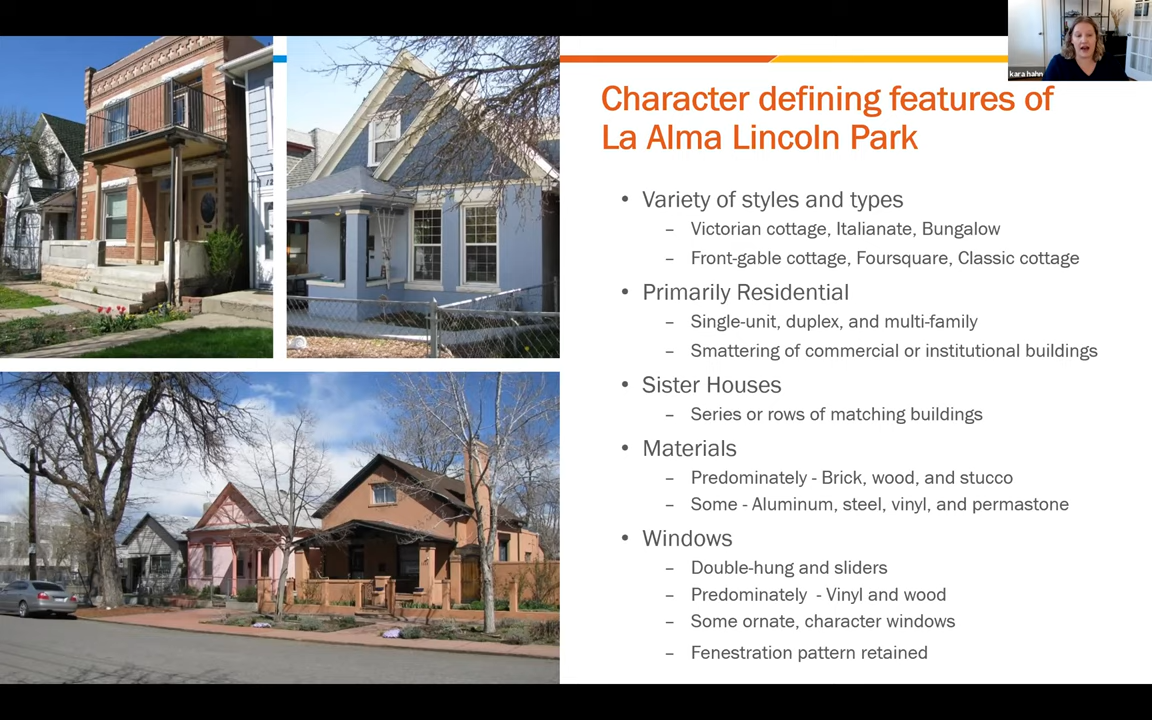 kara hahn
Character defining features of
La Alma Lincoln Park
• Variety of styles and types
– Victorian cottage, Italianate, Bungalow
– Front-gable cottage, Foursquare, Classic cottage
• Primarily Residential
– Single-unit, duplex, and multi-family
– Smattering of commercial or institutional buildings
• Sister Houses
– Series or rows of matching buildings
• Materials
– Predominately - Brick, wood, and stucco
– Some - Aluminum, steel, vinyl, and permastone
• Windows
– Double-hung and sliders
– Predominately - Vinyl and wood
– Some ornate, character windows
– Fenestration pattern retained